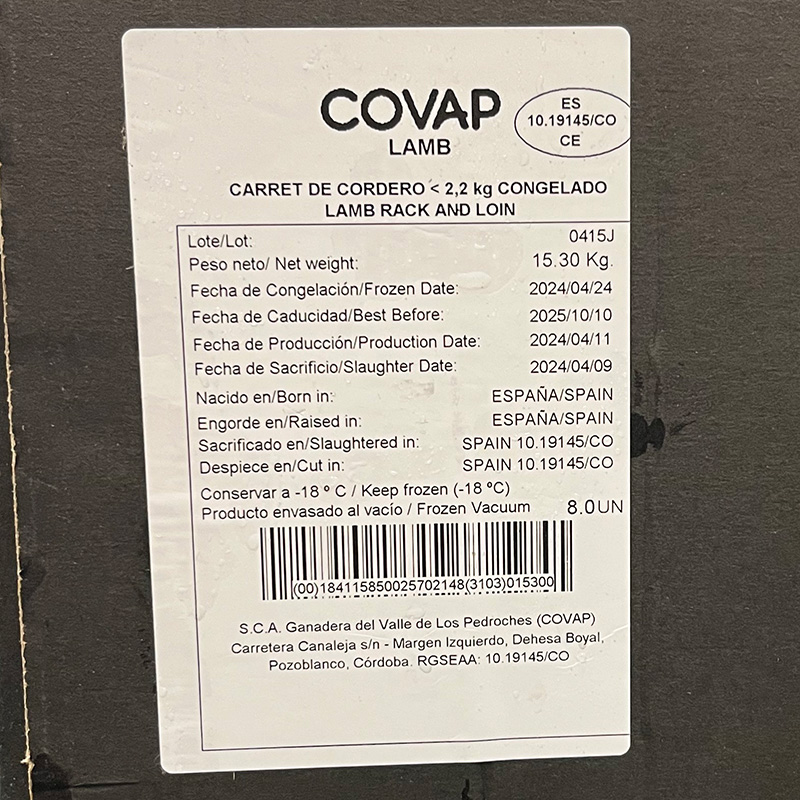 COVAP
LAMB
ES
10.19145/CO
CE
CARRET DE CORDERO < 2,2 kg CONGELADO
LAMB RACK AND LOIN
Lote/Lot: 0415J
Peso neto/ Net weight: 15.30 Kg.
Fecha de Congelación/Frozen Date: 2024/04/24
Fecha de Caducidad/Best Before: 2025/10/10
Fecha de Producción/Production Date: 2024/04/11
Fecha de Sacrificio/Slaughter Date: 2024/04/09
Nacido en/Born in: ESPAÑA/SPAIN
Engorde en/Raised in: ESPAÑA/SPAIN
Sacrificado en/Slaughtered in: SPAIN 10.19145/CO
Despiece en/Cut in: SPAIN 10.19145/CO
Conservar a -18 º C / Keep frozen (-18 ºC)
Producto envasado al vacío / Frozen Vacuum 8.0UN
(00)184115850025702148(3103)015300
S.C.A. Ganadera del Valle de Los Pedroches (COVAP)
Carretera Canaleja s/n - Margen Izquierdo, Dehesa Boyal,
Pozoblanco, Córdoba. RGSEAA: 10.19145/CO